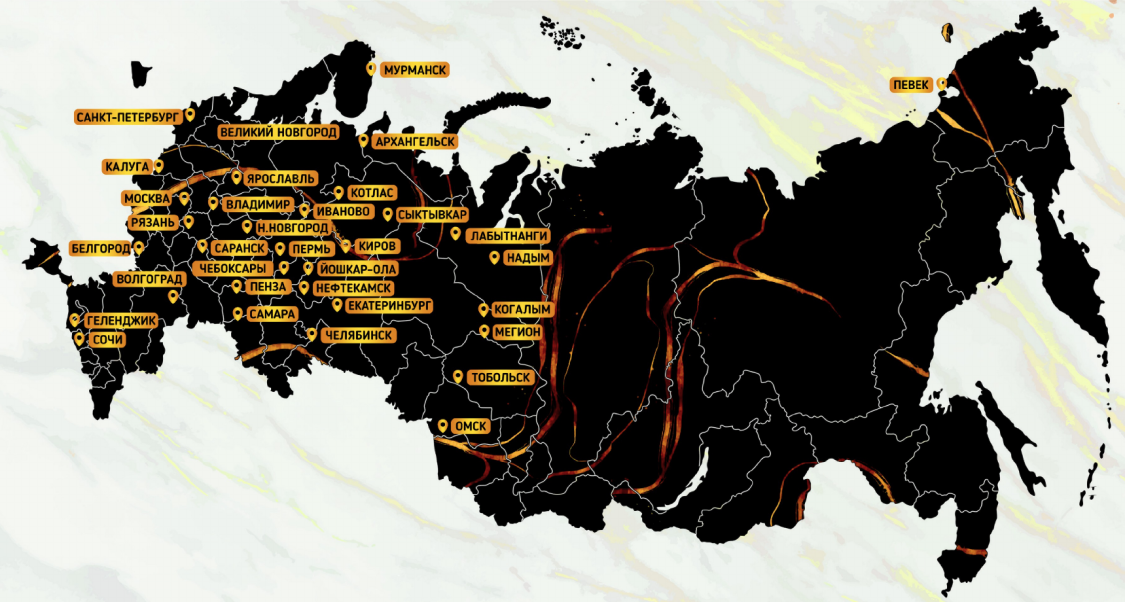 МУРМАНСК
ПЕВЕК
САНКТ-ПЕТЕРБУРГ
ВЕЛИКИЙ НОВГОРОД
АРХАНГЕЛЬСК
КАЛУГА
ЯРОСЛАВЛЬ
КОТЛАС
МОСКВА
ВЛАДИМИР
ИВАНОВО
СЫКТЫВКАР
РЯЗАНЬ
Н.НОВГОРОД
ЛАБЫТНАНГИ
БЕЛГОРОД
САРАНСК
ПЕРМЬ
КИРОВ
НАДЫМ
ЧЕБОКСАРЫ
ЙОШКАР-ОЛА
ВОЛГОГРАД
ПЕНЗА
НЕФТЕКАМСК
ЕКАТЕРИНБУРГ
КОГАЛЫМ
ГЕЛЕНДЖИК
САМАРА
МЕГИОН
СОЧИ
ЧЕЛЯБИНСК
ТОБОЛЬСК
ОМСК